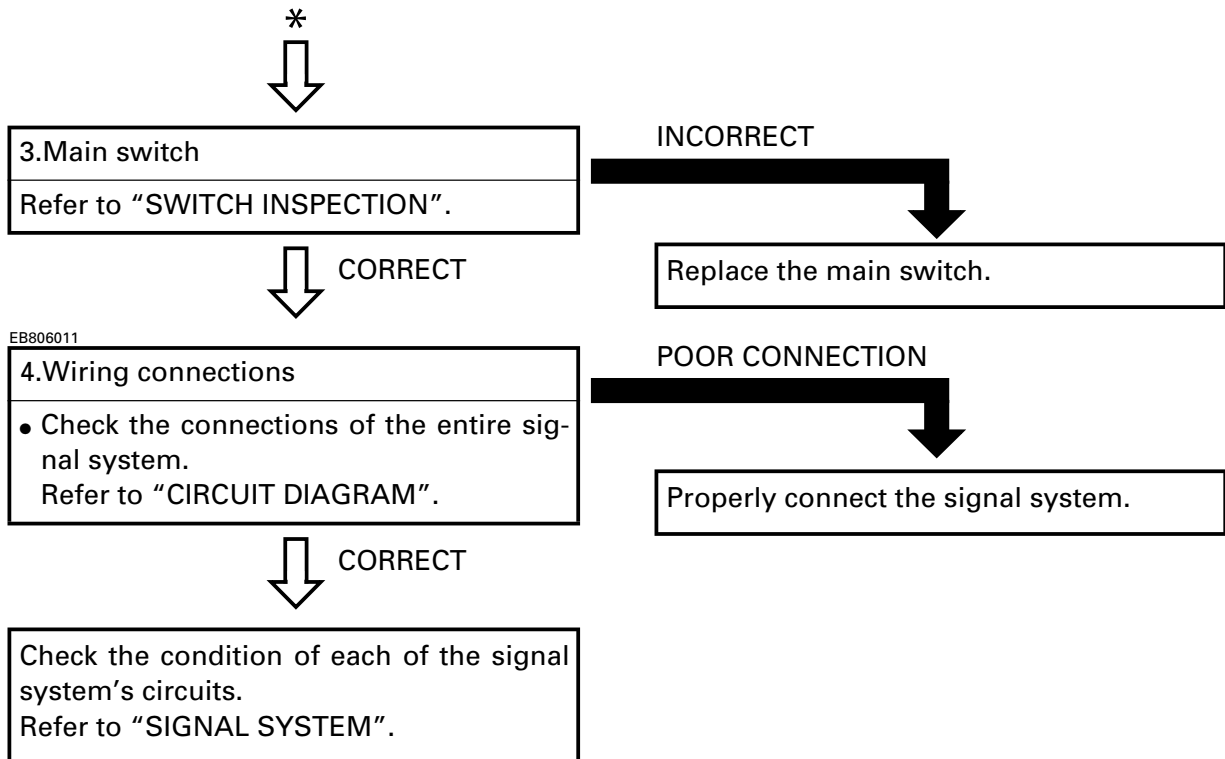 *
3.Main switch
Refer to “SWITCH INSPECTION”.
INCORRECT
Replace the main switch.
CORRECT
EB806011
4.Wiring connections
● Check the connections of the entire sig-
nal system.
Refer to “CIRCUIT DIAGRAM”.
POOR CONNECTION
Properly connect the signal system.
CORRECT
Check the condition of each of the signal
system’s circuits.
Refer to “SIGNAL SYSTEM”.